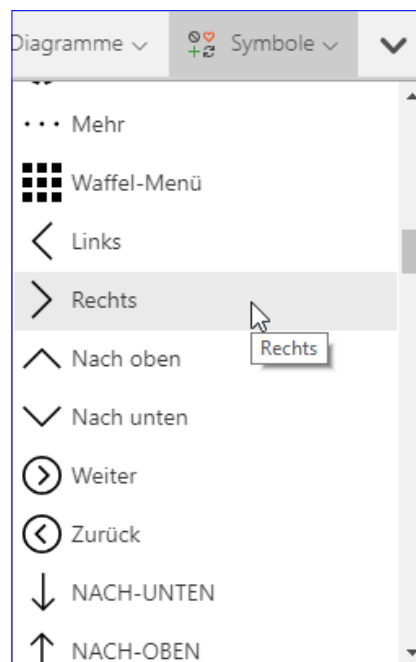 Diagramme
Symbole
Mehr
Waffel-Menü
Links
Rechts
Rechts
Nach oben
Nach unten
Weiter
Zurück
NACH-UNTEN
NACH-OBEN